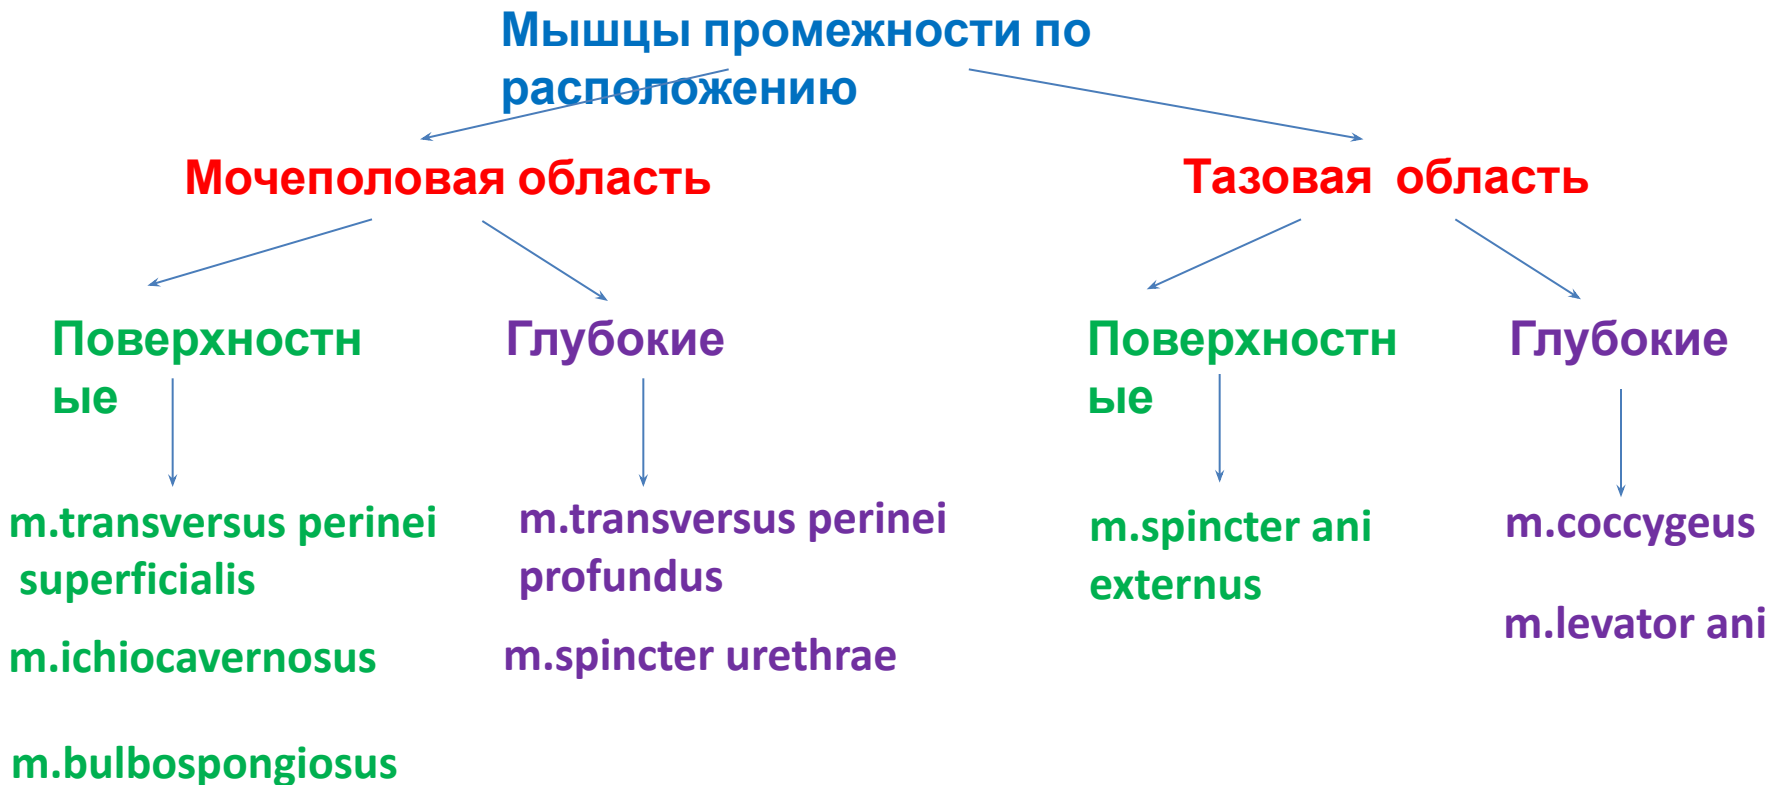 Мышцы промежности по
расположению
Мочеполовая область
Тазовая  область
Поверхностн
ые
Глубокие
Поверхностн
ые
Глубокие
m.transversus perinei
superficialis
m.ichiocavernosus
m.bulbospongiosus
m.transversus perinei
profundus
m.spincter urethrae
m.spincter ani
externus
m.coccygeus
m.levator ani